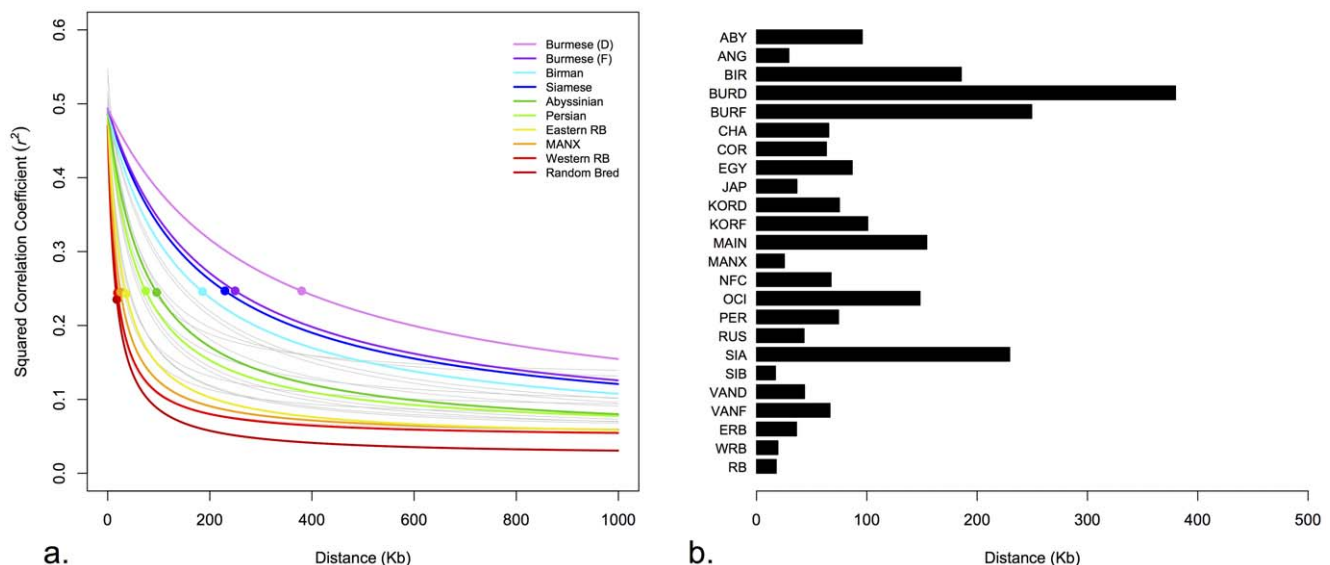 0.6
0.5
0.4
0.3
0.2
0.1
0.0
Squared Correlation Coefficient (r²)
Burmese (D)
Burmese (F)
Birman
Siamese
Abyssinian
Persian
Eastern RB
MANX
Western RB
Random Bred
0 200 400 600 800 1000
Distance (Kb)
a.
ABY
ANG
BIR
BURD
BURF
CHA
COR
EGY
JAP
KORD
KORF
MAIN
MANX
NFC
OCI
PER
RUS
SIA
SIB
VAND
VANF
ERB
WRB
RB
0 100 200 300 400 500
Distance (Kb)
b.